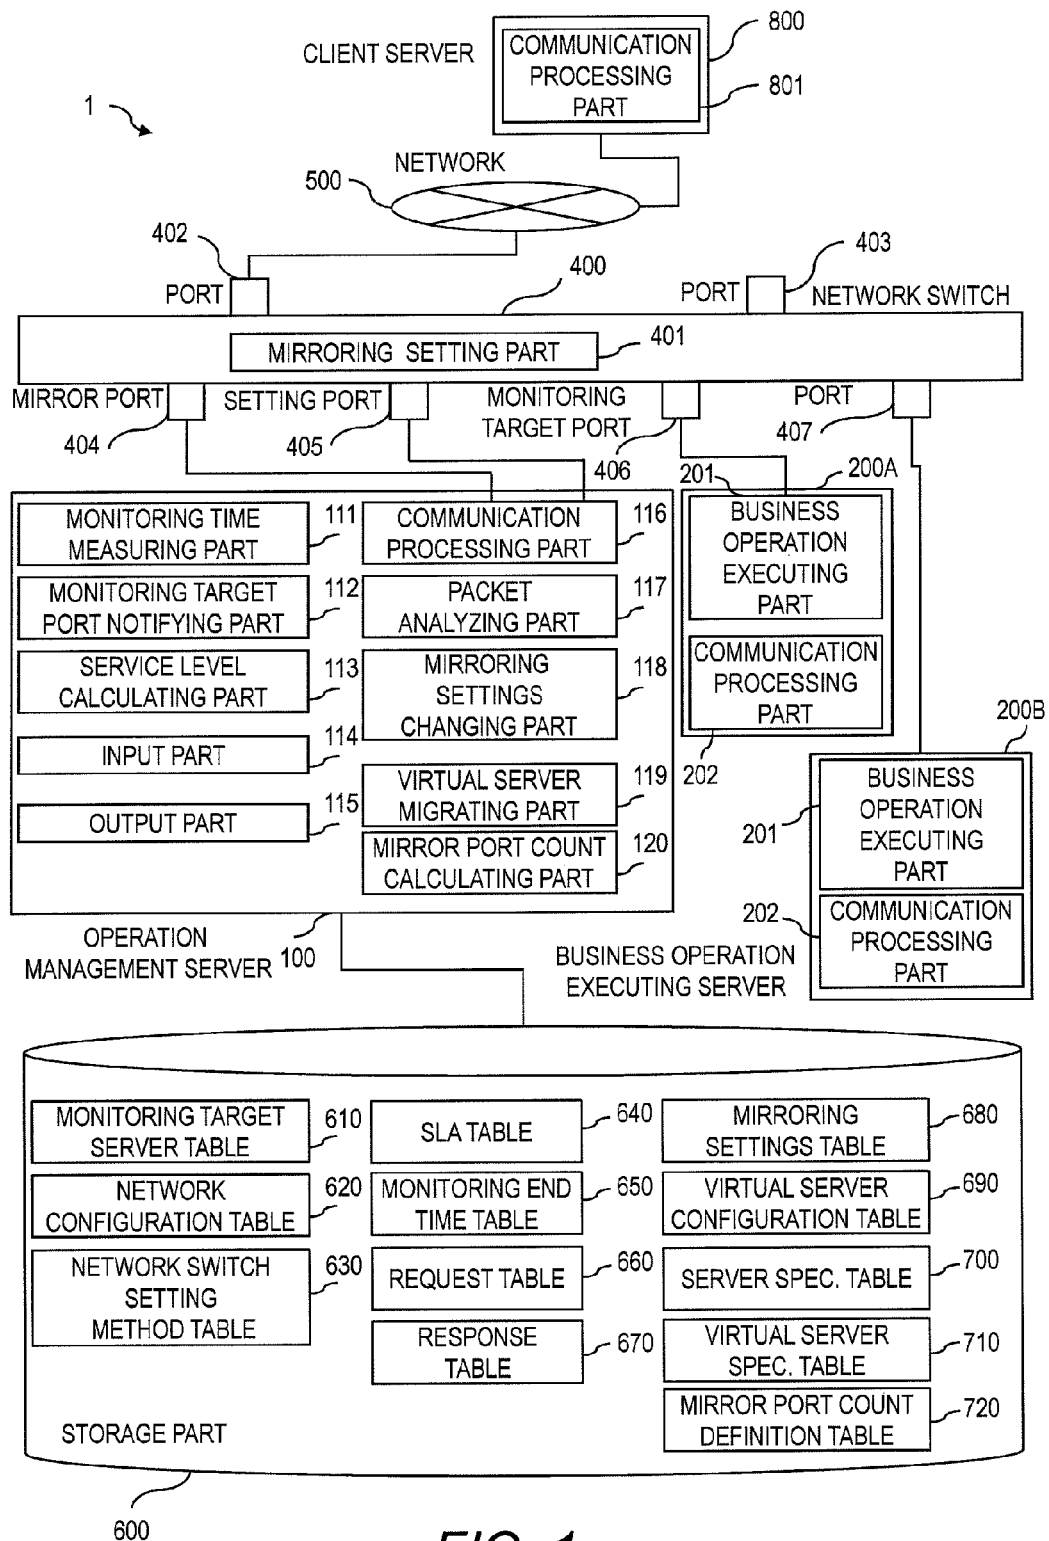 800
CLIENT SERVER
COMMUNICATION
PROCESSING
PART
801
1
NETWORK
500
402
403
400
PORT
PORT
NETWORK SWITCH
MIRRORING SETTING PART
401
MIRROR PORT
SETTING PORT
MONITORING
TARGET PORT
PORT
404
405
406
407
201
200A
MONITORING TIME
MEASURING PART
111
COMMUNICATION
PROCESSING PART
116
BUSINESS
OPERATION
EXECUTING
PART
MONITORING TARGET
PORT NOTIFYING PART
112
PACKET
ANALYZING PART
117
SERVICE LEVEL
CALCULATING PART
113
MIRRORING
SETTINGS
CHANGING PART
118
COMMUNICATION
PROCESSING
PART
202
200B
INPUT PART
114
VIRTUAL SERVER
MIGRATING PART
119
OUTPUT PART
115
MIRROR PORT COUNT
CALCULATING PART
120
201
BUSINESS
OPERATION
EXECUTING
PART
202
COMMUNICATION
PROCESSING
PART
OPERATION
MANAGEMENT SERVER
100
BUSINESS OPERATION
EXECUTING SERVER
MONITORING TARGET
SERVER TABLE
610
SLA TABLE
640
MIRRORING
SETTINGS TABLE
680
NETWORK
CONFIGURATION TABLE
620
MONITORING END
TIME TABLE
650
VIRTUAL SERVER
CONFIGURATION TABLE
690
NETWORK SWITCH
SETTING
METHOD TABLE
630
REQUEST TABLE
660
SERVER SPEC. TABLE
700
RESPONSE
TABLE
670
VIRTUAL SERVER
SPEC. TABLE
710
MIRROR PORT COUNT
DEFINITION TABLE
720
STORAGE PART
600
FIG. 1